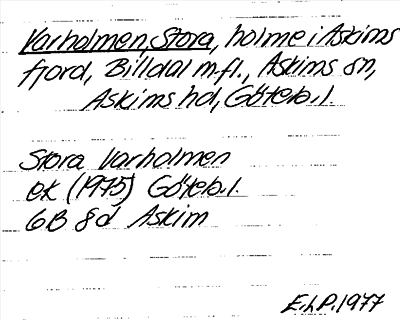 Varholmen, Stora, holme i Askims
fjord, Billdal m.fl., Askims sn,
Askims hd, Göteb.l.
Stora Varholmen
ek (1975) Göteb.l.
6B 8d Askim
E.h.P. 1977